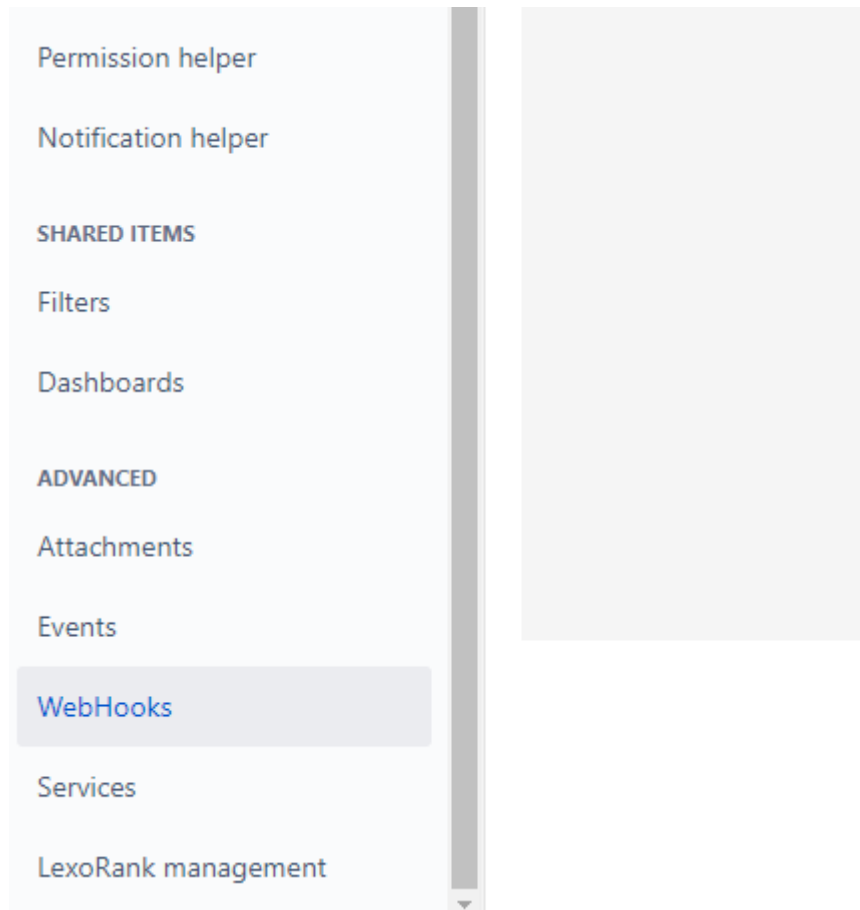 Permission helper
Notification helper
SHARED ITEMS
Filters
Dashboards
ADVANCED
Attachments
Events
WebHooks
Services
LexoRank management